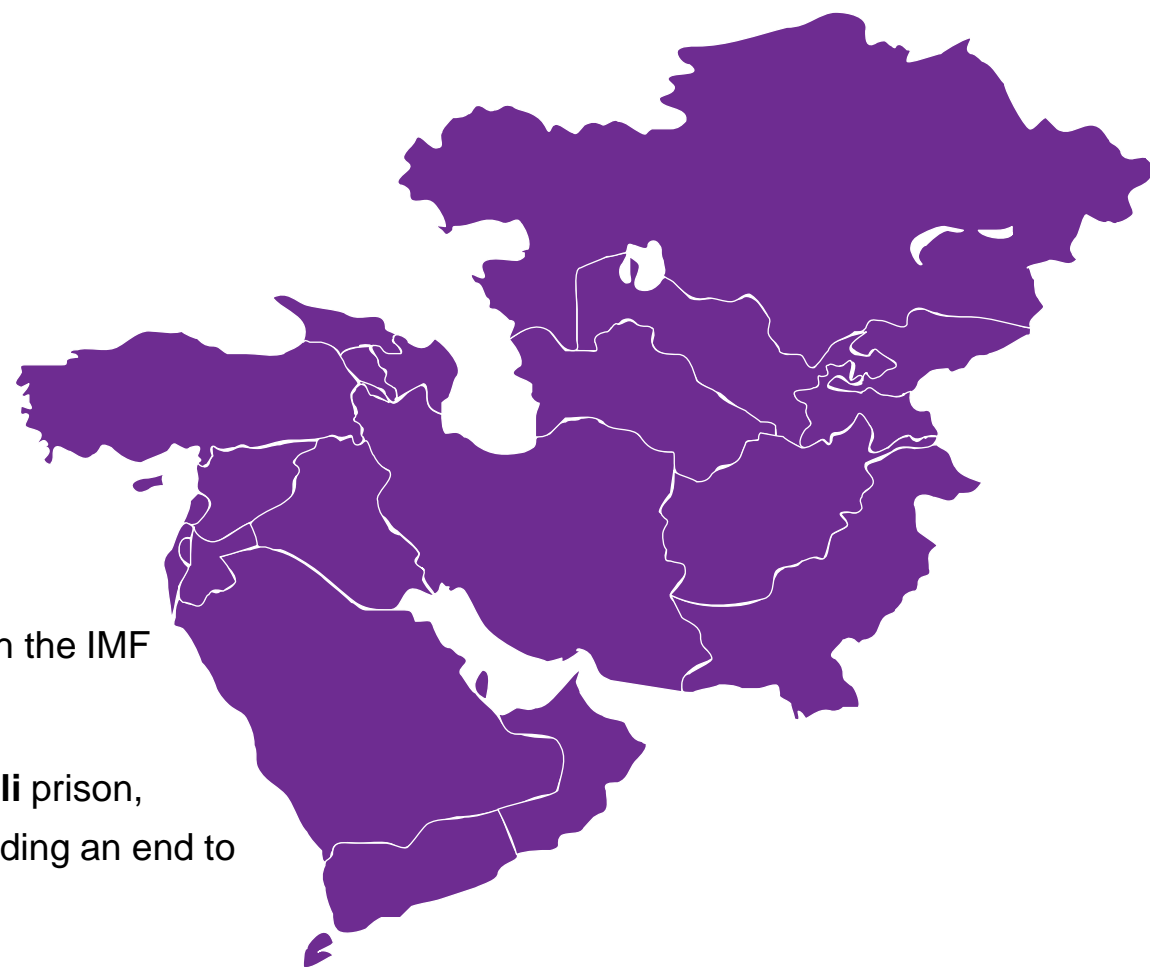 the IMF
li prison,
ding an end to